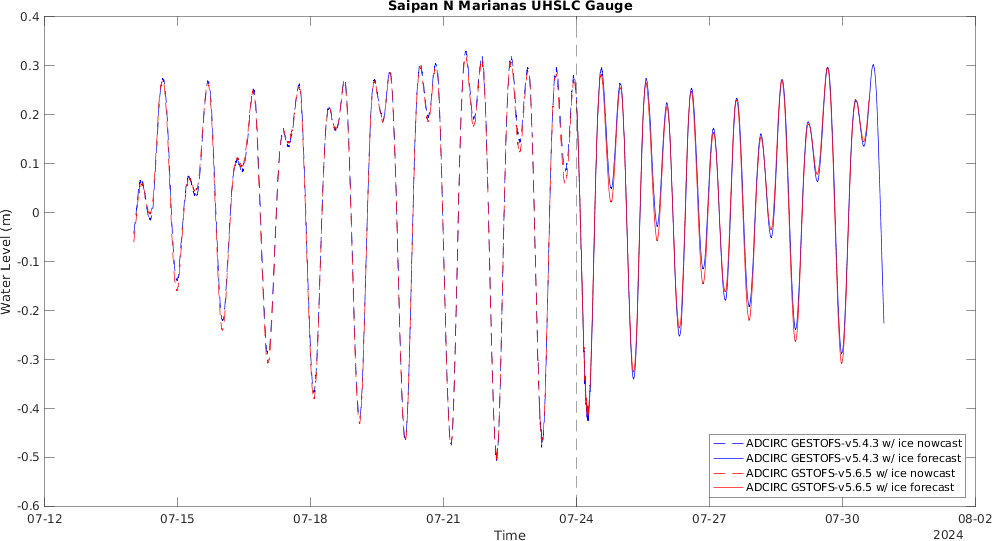 Saipan N Marianas UHSLC Gauge
0.4
0.3
0.2
0.1
0
-0.1
-0.2
-0.3
-0.4
-0.5
-0.6
Water Level (m)
ADCIRC GESTOFS-v5.4.3 w/ ice nowcast
ADCIRC GESTOFS-v5.4.3 w/ ice forecast
ADCIRC GSTOFS-v5.6.5 w/ ice nowcast
ADCIRC GSTOFS-v5.6.5 w/ ice forecast
07-12 07-15 07-18 07-21 07-24 07-27 07-30 08-02
Time
2024